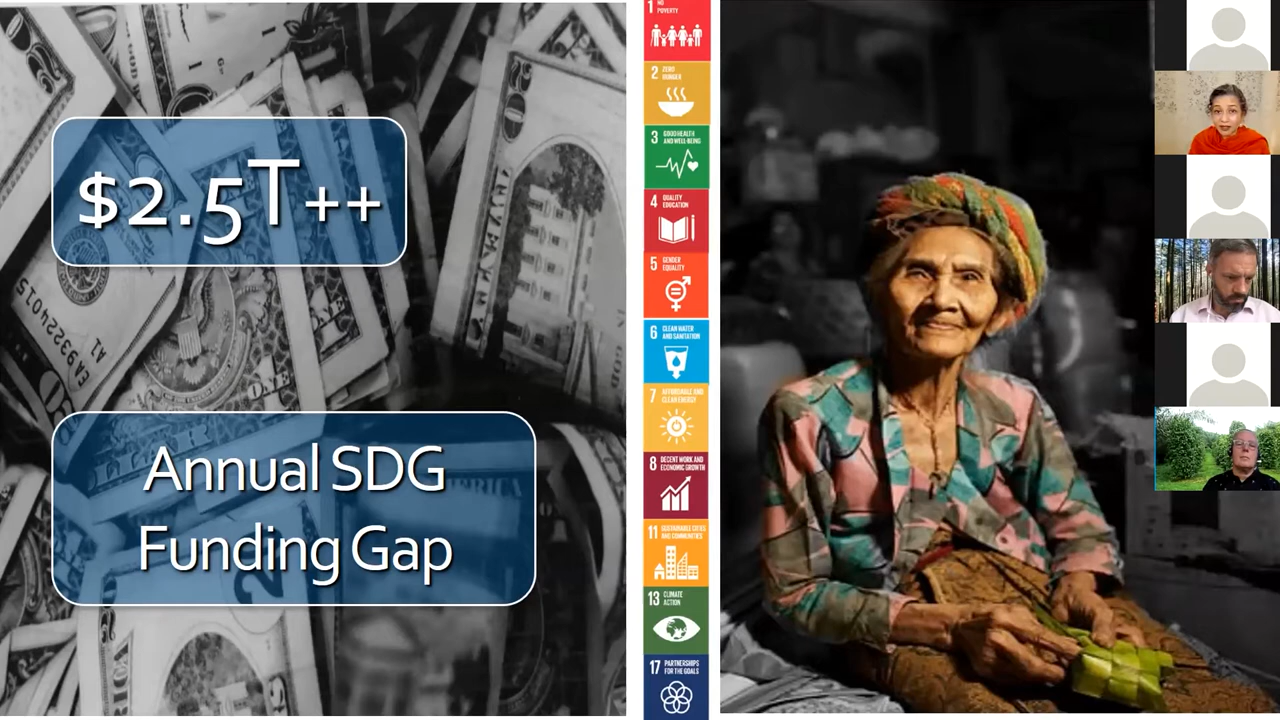 $2.5T++
Annual SDG
Funding Gap
EA93922401S
A1
1 NO
POVERTY
2 ZERO
HUNGER
3 GOOD HEALTH
AND WELL-BEING
4 QUALITY
EDUCATION
5 GENDER
EQUALITY
6 CLEAN WATER
AND SANITATION
7 AFFORDABLE AND
CLEAN ENERGY
8 DECENT WORK AND
ECONOMIC GROWTH
11 SUSTAINABLE CITIES
AND COMMUNITIES
13 CLIMATE
ACTION
17 PARTNERSHIPS
FOR THE GOALS